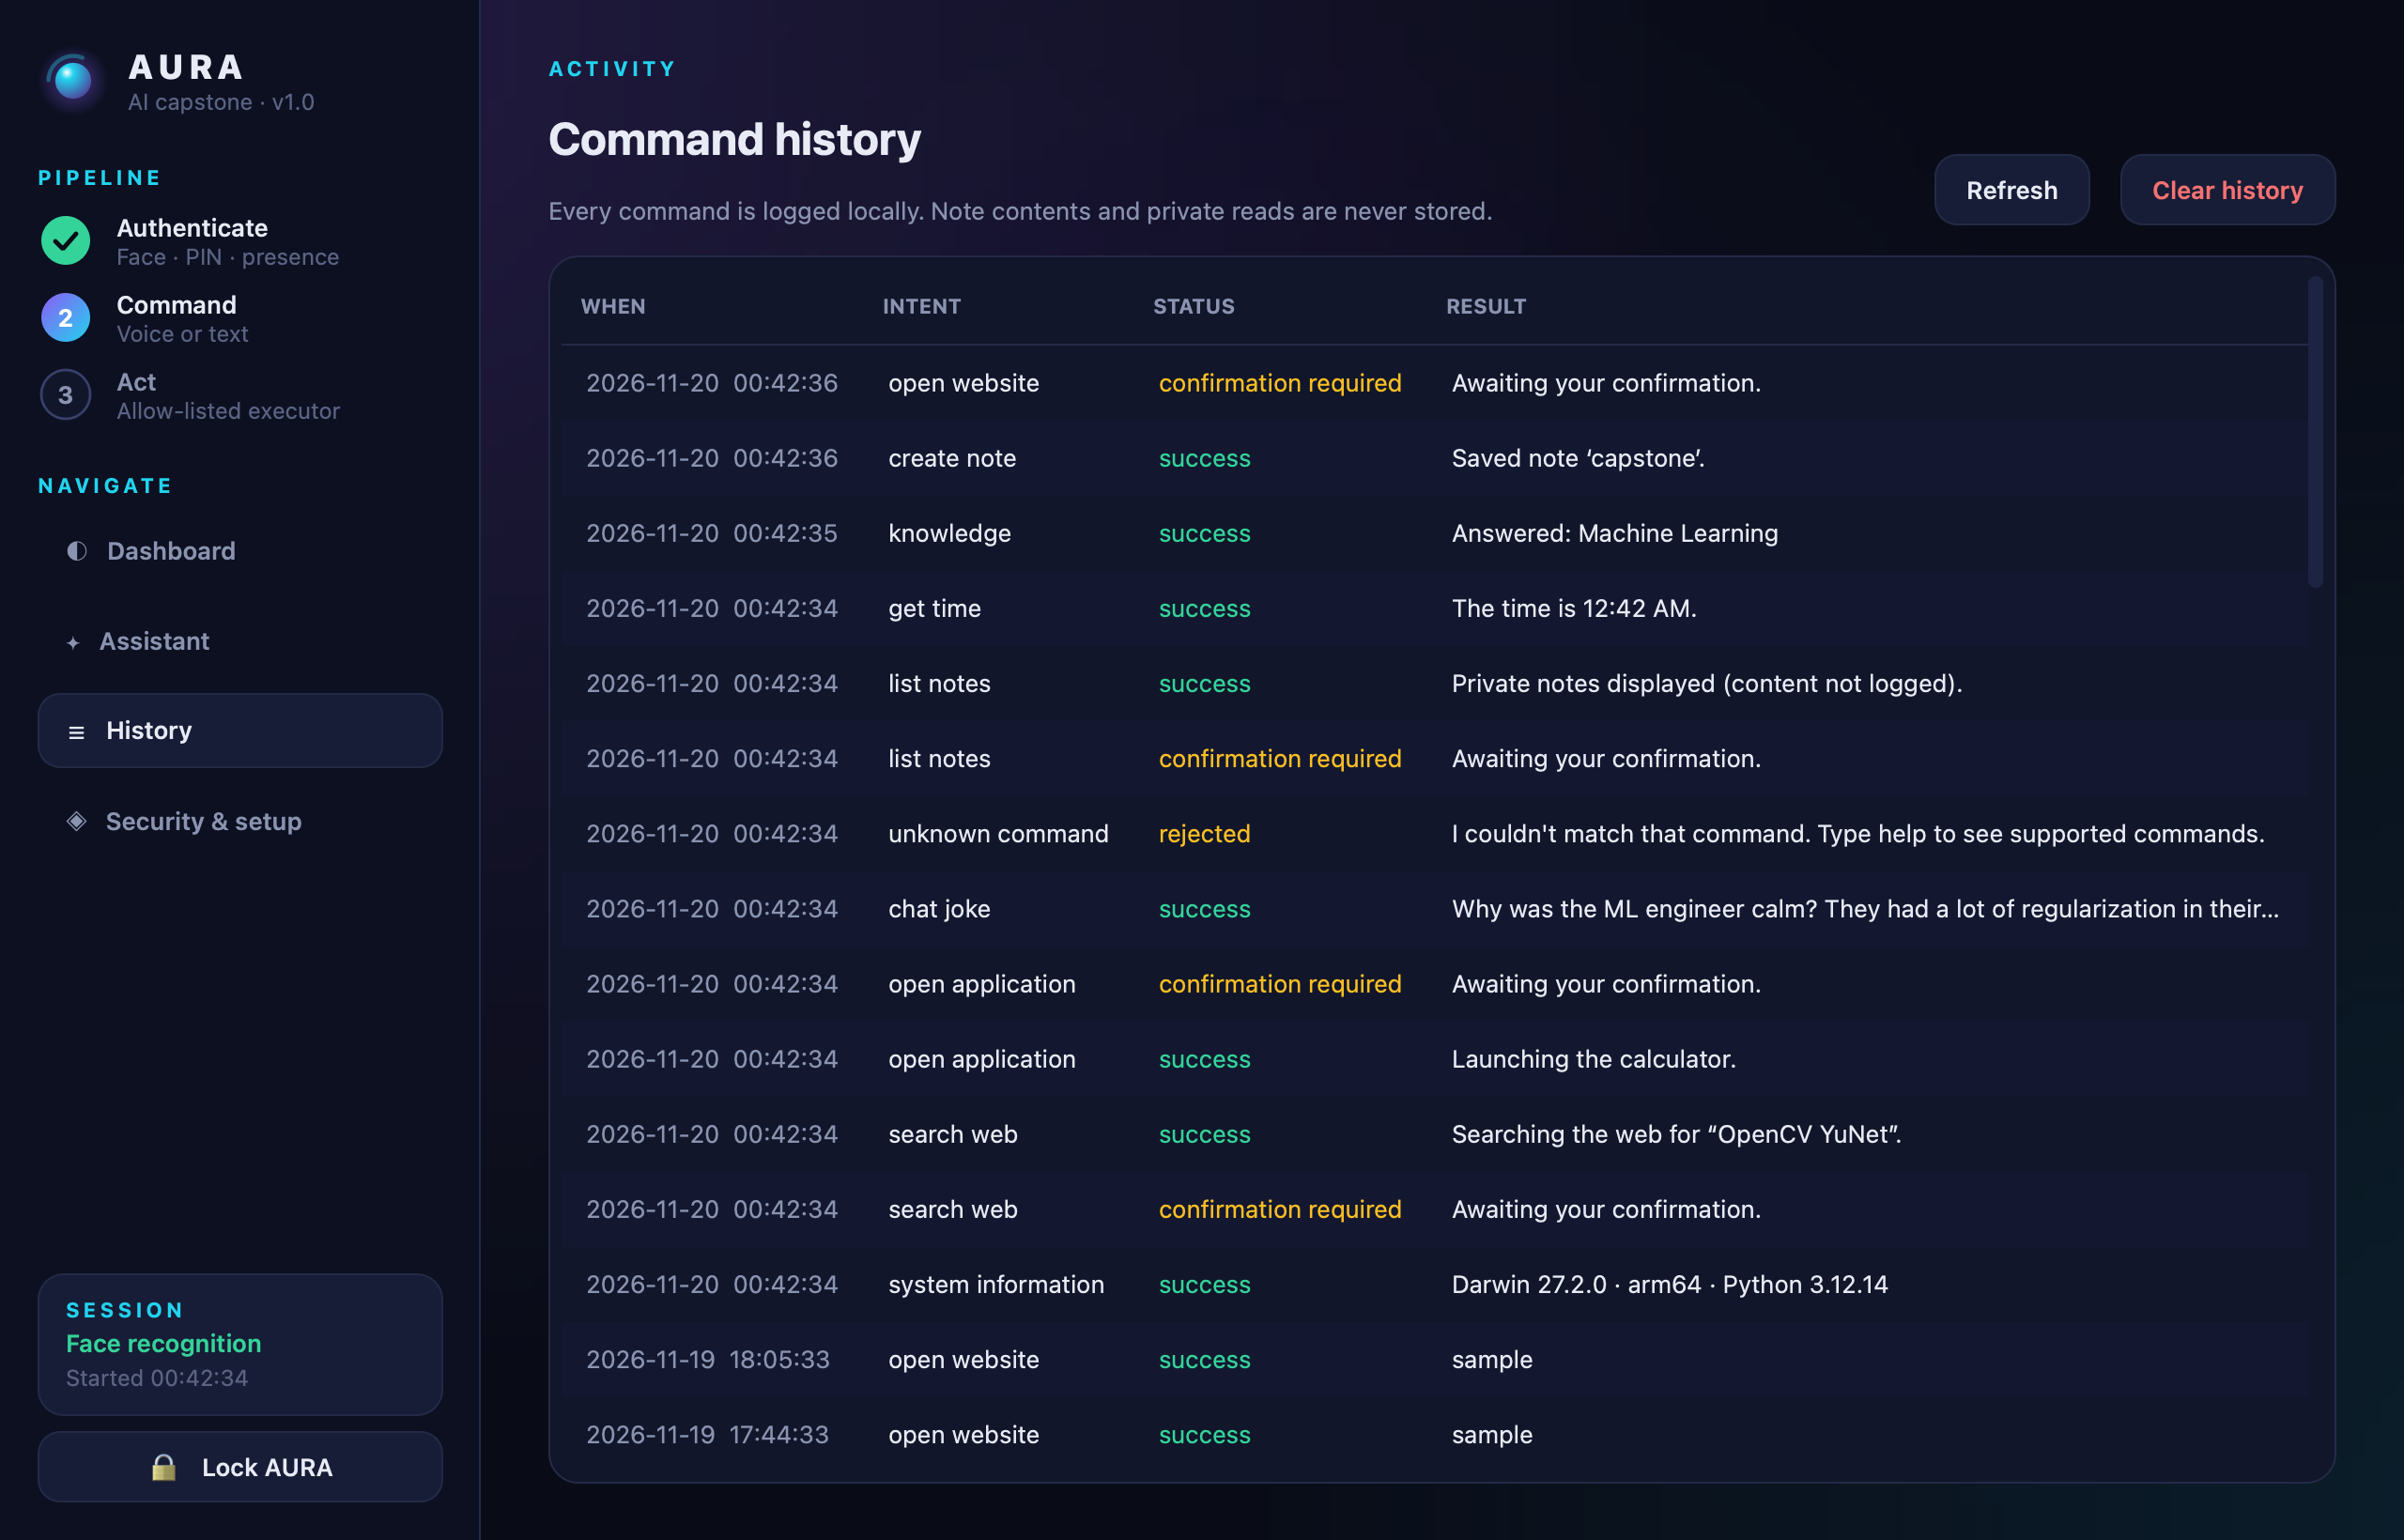 AURA
AI capstone · v1.0
PIPELINE
Authenticate
Face · PIN · presence
2
Command
Voice or text
3
Act
Allow-listed executor
NAVIGATE
Dashboard
Assistant
History
Security & setup
SESSION
Face recognition
Started 00:42:34
Lock AURA
ACTIVITY
Command history
Every command is logged locally. Note contents and private reads are never stored.
Refresh
Clear history
WHEN INTENT STATUS RESULT
2026-11-20 00:42:36 open website confirmation required Awaiting your confirmation.
2026-11-20 00:42:36 create note success Saved note ‘capstone’.
2026-11-20 00:42:35 knowledge success Answered: Machine Learning
2026-11-20 00:42:34 get time success The time is 12:42 AM.
2026-11-20 00:42:34 list notes success Private notes displayed (content not logged).
2026-11-20 00:42:34 list notes confirmation required Awaiting your confirmation.
2026-11-20 00:42:34 unknown command rejected I couldn't match that command. Type help to see supported commands.
2026-11-20 00:42:34 chat joke success Why was the ML engineer calm? They had a lot of regularization in their...
2026-11-20 00:42:34 open application confirmation required Awaiting your confirmation.
2026-11-20 00:42:34 open application success Launching the calculator.
2026-11-20 00:42:34 search web success Searching the web for “OpenCV YuNet”.
2026-11-20 00:42:34 search web confirmation required Awaiting your confirmation.
2026-11-20 00:42:34 system information success Darwin 27.2.0 · arm64 · Python 3.12.14
2026-11-19 18:05:33 open website success sample
2026-11-19 17:44:33 open website success sample